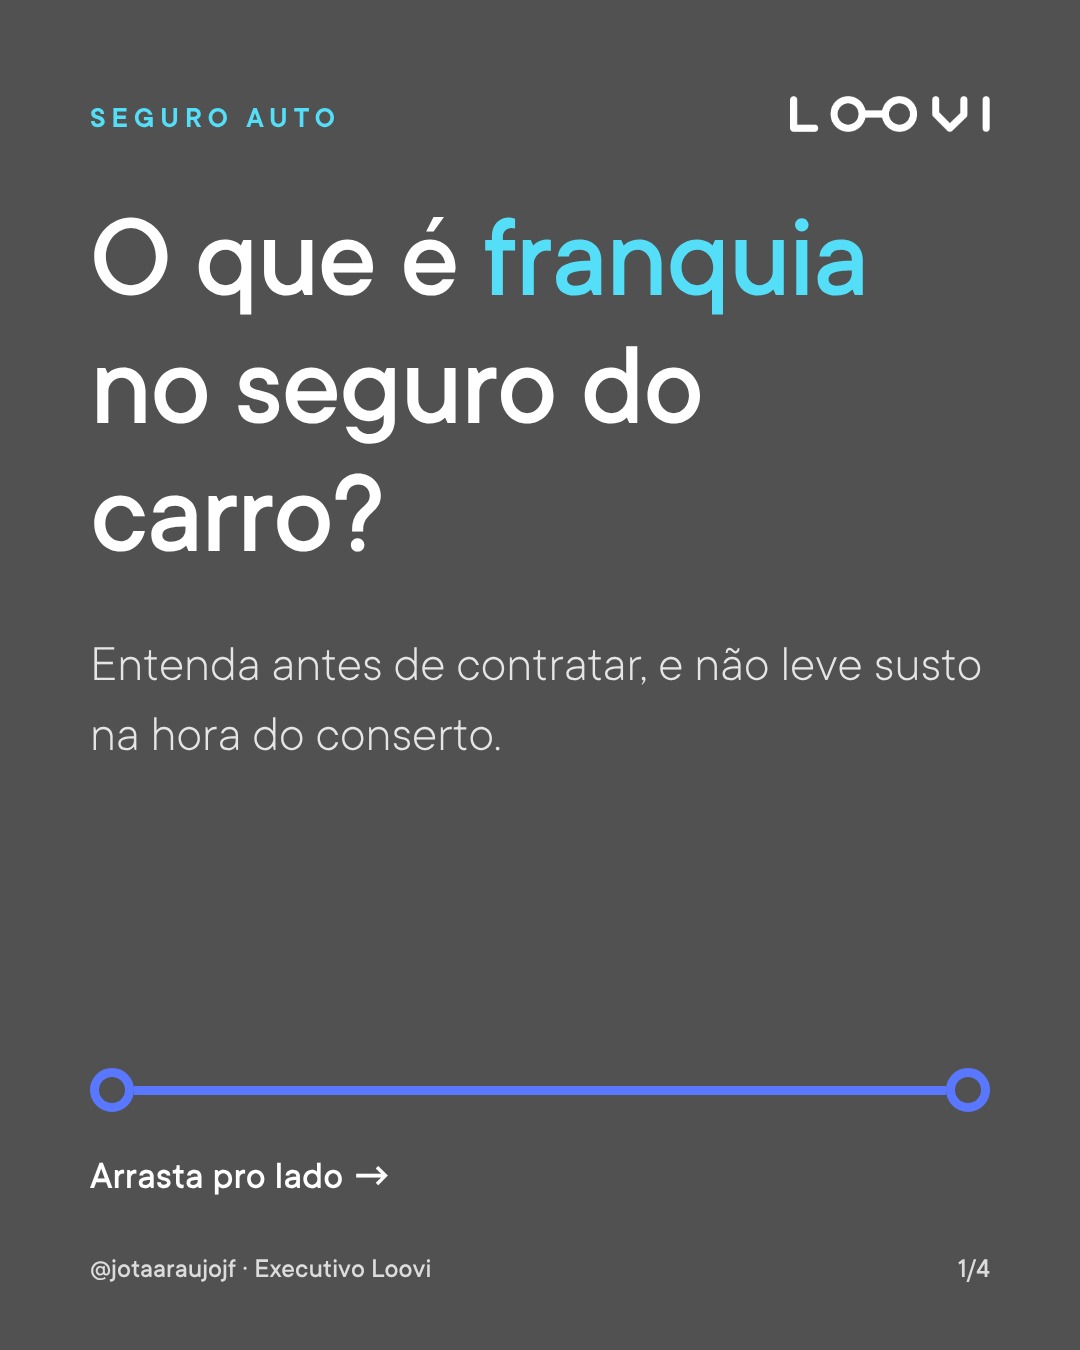 SEGURO AUTO
LOOVI
O que é franquia
no seguro do
carro?
Entenda antes de contratar, e não leve susto
na hora do conserto.
Arrasta pro lado →
@jotaaraujojf · Executivo Loovi
1/4